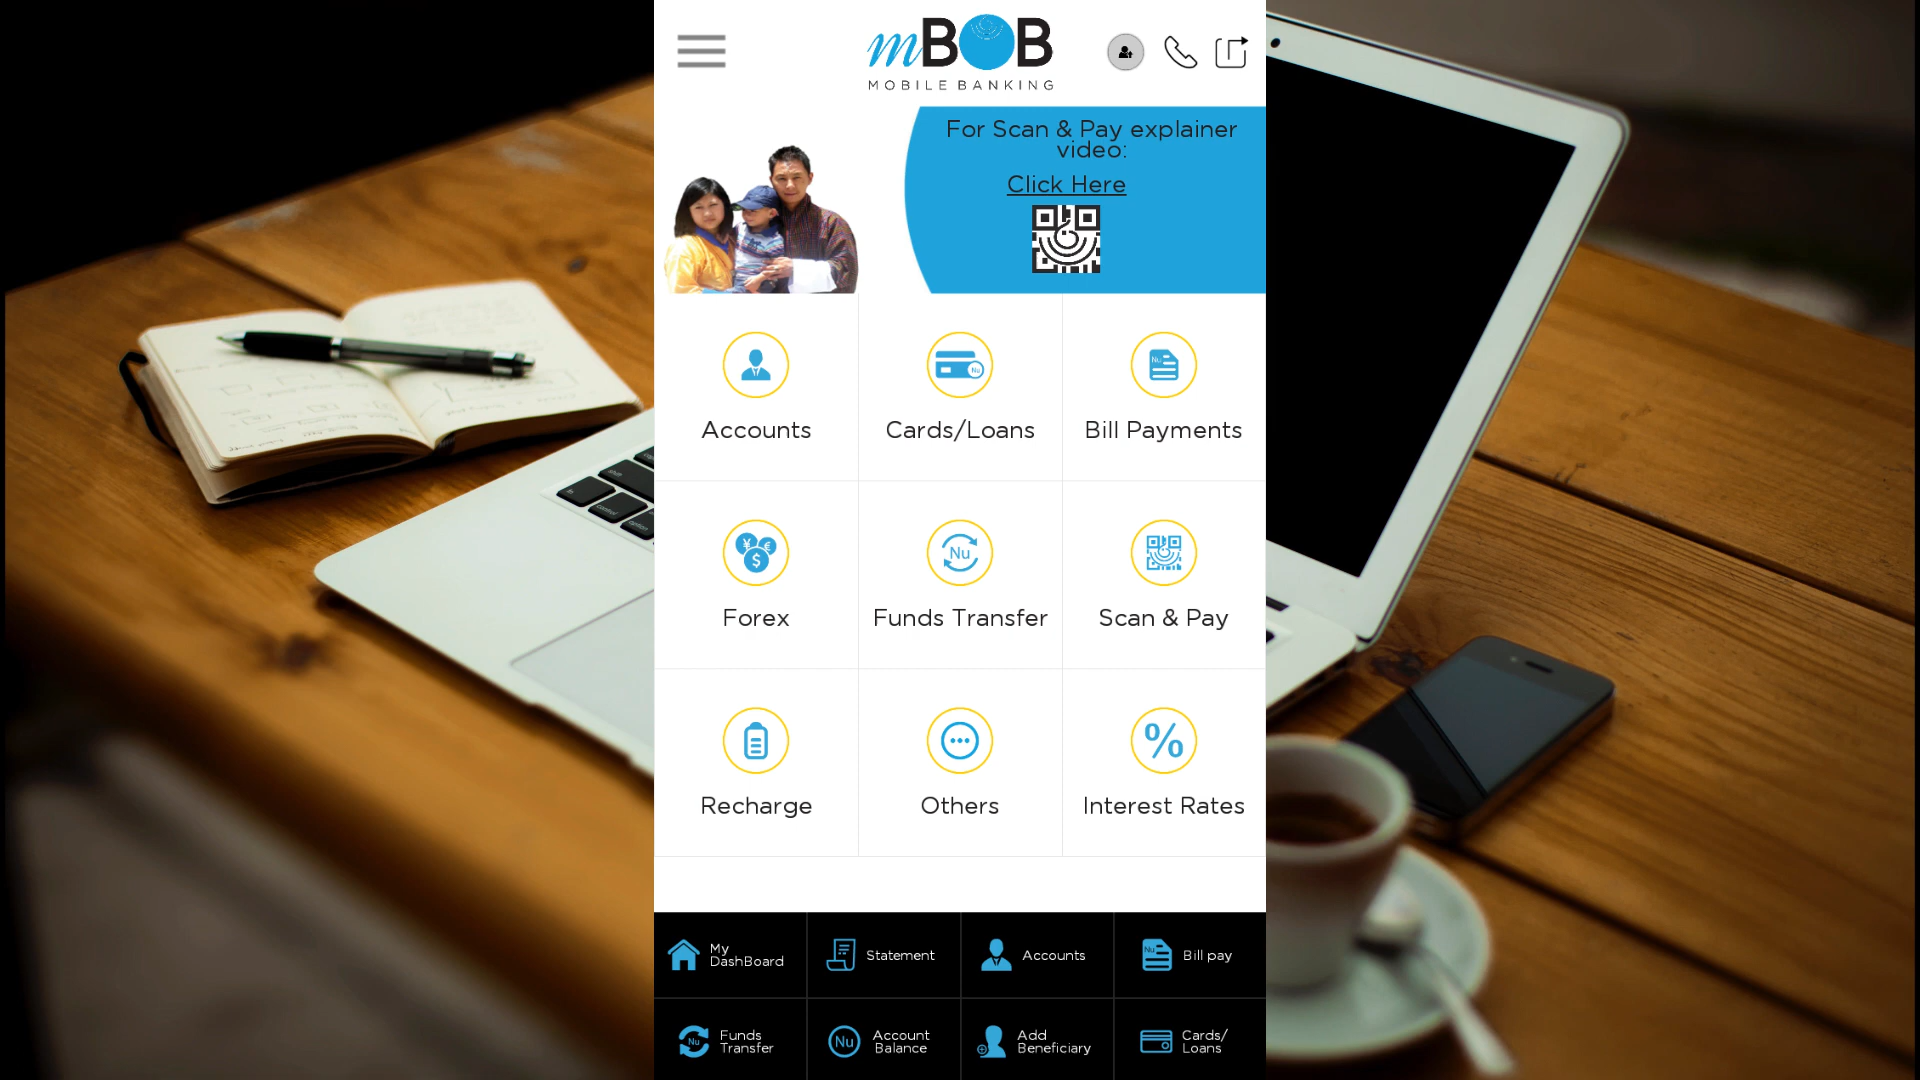 mBOB
MOBILE BANKING
For Scan & Pay explainer
video:
Click Here
Accounts
Cards/Loans
Bill Payments
Forex
Funds Transfer
Scan & Pay
Recharge
Others
Interest Rates
My
DashBoard
Statement
Accounts
Bill pay
Funds
Transfer
Account
Balance
Add
Beneficiary
Cards/
Loans